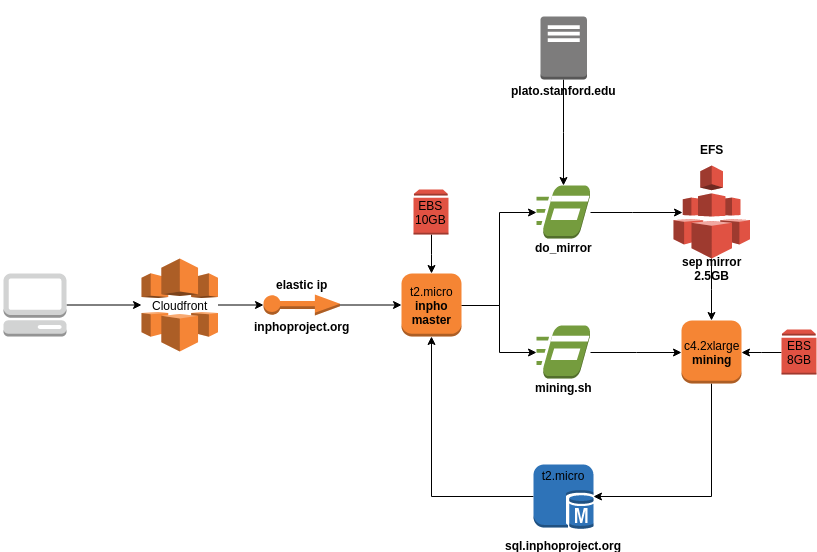 plato.stanford.edu
EFS
EBS
10GB
do_mirror
sep mirror
2.5GB
elastic ip
Cloudfront
inphoproject.org
t2.micro
inpho
master
c4.2xlarge
mining
EBS
8GB
mining.sh
t2.micro
M
sql.inphoproject.org